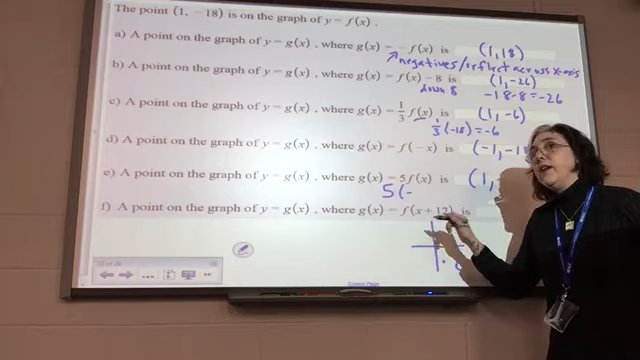 The point (1, −18) is on the graph of y = f(x).
a) A point on the graph of y = g(x), where g(x) = −f(x) is (1, 18)
negatives/reflect across x-axis
b) A point on the graph of y = g(x), where g(x) = f(x) − 8 is (1, −26)
down 8 −18−8=−26
c) A point on the graph of y = g(x), where g(x) = 1/3 f(x) is (1, −6)
1/3 (−18) = −6
d) A point on the graph of y = g(x), where g(x) = f(−x) is (−1, −18
e) A point on the graph of y = g(x), where g(x) = 5f(x) is (1,
5(−
f) A point on the graph of y = g(x), where g(x) = f(x + 12) is